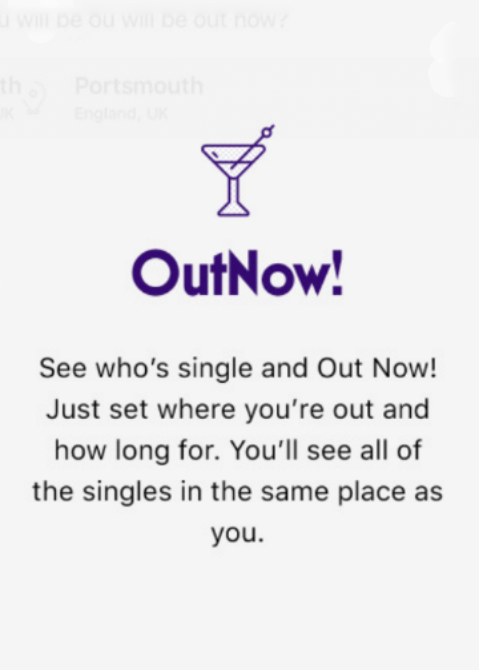 u will be ou will be out now?
th Portsmouth
UK England, UK
OutNow!
See who's single and Out Now!
Just set where you're out and
how long for. You'll see all of
the singles in the same place as
you.